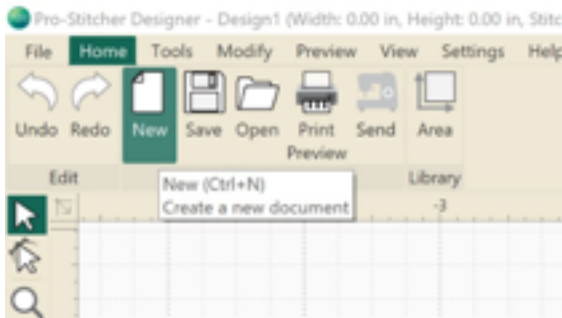 Pro-Stitcher Designer - Design1 (Width: 0.00 in, Height: 0.00 in,
File Home Tools Modify Preview View Settings Help
Undo Redo New Save Open Print Preview Send Area
Edit Library
New (Ctrl+N)
Create a new document
-3